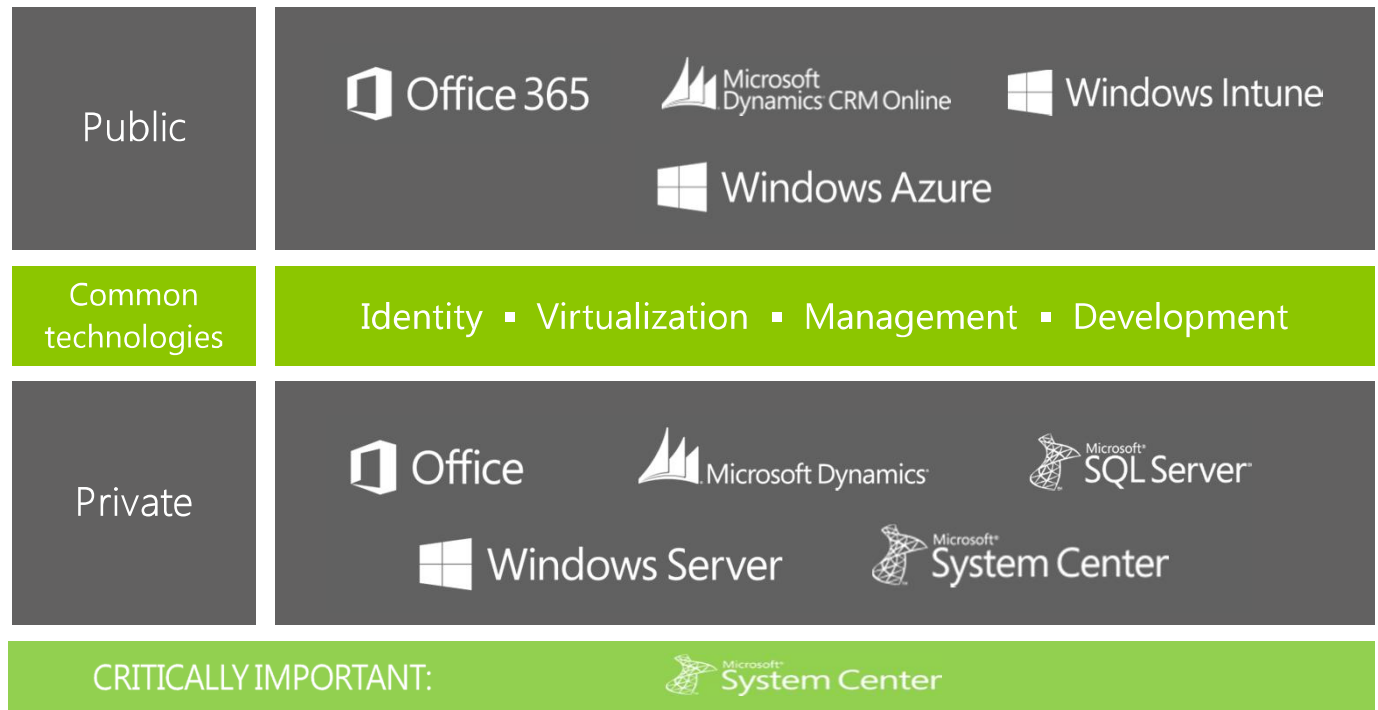 Public
Office 365
Microsoft
Dynamics CRM Online
Windows Intune
Windows Azure
Common
technologies
Identity ▪ Virtualization ▪ Management ▪ Development
Private
Office
Microsoft Dynamics
Microsoft®
SQL Server
Windows Server
Microsoft®
System Center
CRITICALLY IMPORTANT:
Microsoft®
System Center